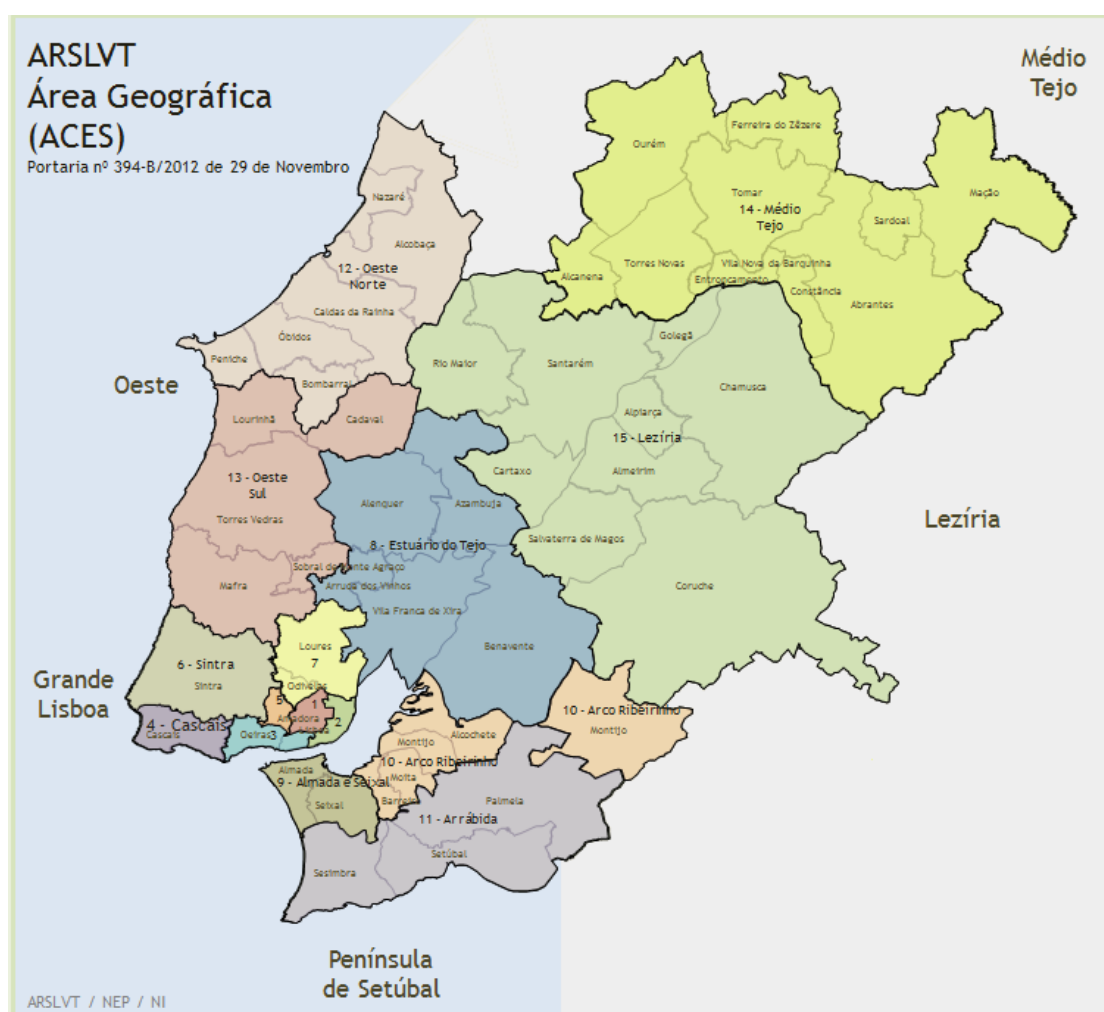 ARSLVT
Área Geográfica
(ACES)
Portaria nº 394-B/2012 de 29 de Novembro
Médio
Tejo
Ferreira do Zêzere
Ourém
Nazaré
Tomar
Mação
14 - Médio
Tejo
Sardoal
Alcobaça
12 - Oeste
Norte
Torres Novas
Vila Nova da Barquinha
Alcanena
Entroncamento
Constância
Abrantes
Caldas da Rainha
Óbidos
Golegã
Peniche
Rio Maior
Santarém
Oeste
Bombarral
Chamusca
Lourinhã
Cadaval
Alpiarça
15 - Lezíria
Cartaxo
Almeirim
13 - Oeste
Sul
Alenquer
Azambuja
Torres Vedras
Lezíria
8 - Estuário do Tejo
Salvaterra de Magos
Sobral de Monte Agraço
Mafra
Arruda dos Vinhos
Coruche
Vila Franca de Xira
Loures
7
Benavente
6 - Sintra
Sintra
Odivelas
Grande
Lisboa
5
1
10 - Arco Ribeirinho
Montijo
Amadora
2
4 - Cascais
Cascais
Oeiras
3
Alcochete
Montijo
10 - Arco Ribeirinho
Almada
Moita
9 - Almada e Seixal
Seixal
Barreiro
Palmela
11 - Arrábida
Setúbal
Sesimbra
Península
de Setúbal
ARSLVT / NEP / NI